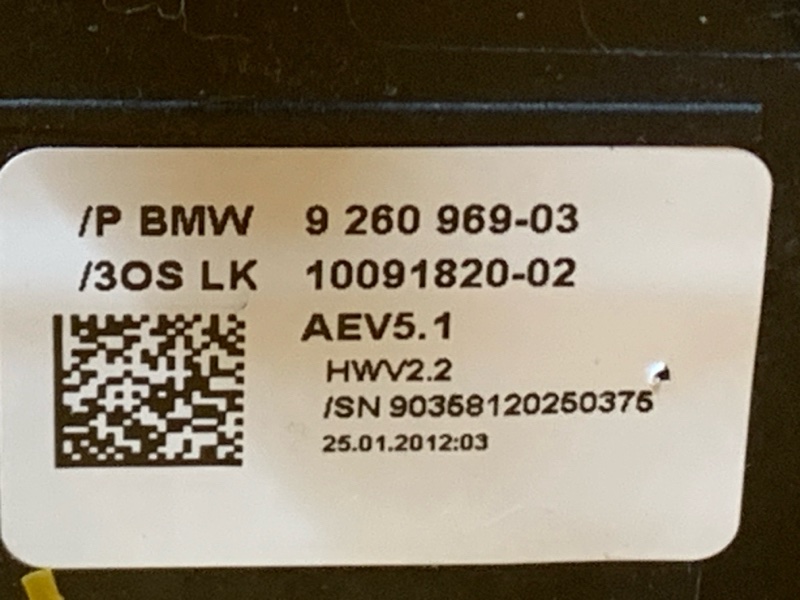 /P BMW 9 260 969-03
/3OS LK 10091820-02
AEV5.1
HWV2.2
/SN 90358120250375
25.01.2012:03